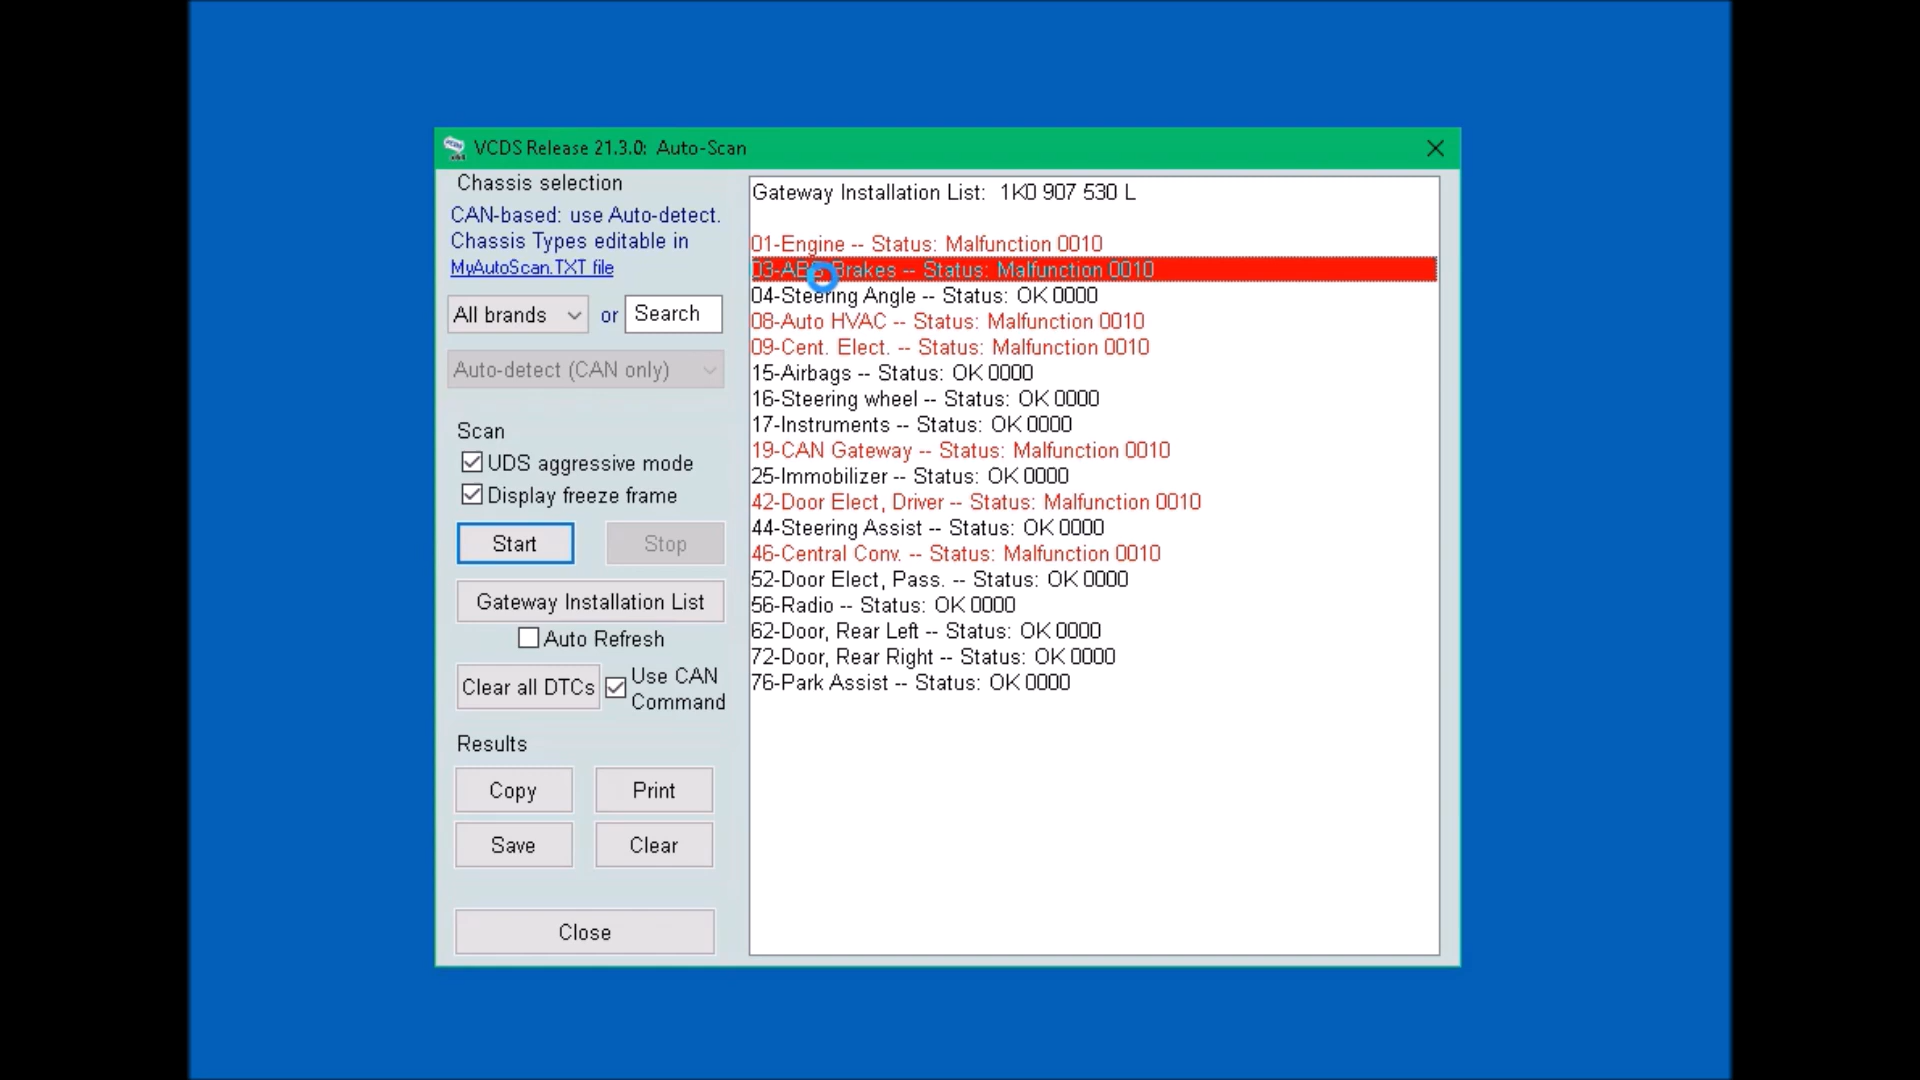 VCDS Release 21.3.0: Auto-Scan
Chassis selection
CAN-based: use Auto-detect.
Chassis Types editable in
MyAutoScan.TXT file
All brands or Search
Auto-detect (CAN only)
Scan
UDS aggressive mode
Display freeze frame
Start Stop
Gateway Installation List
Auto Refresh
Clear all DTCs
Use CAN
Command
Results
Copy Print
Save Clear
Close
Gateway Installation List: 1K0 907 530 L
01-Engine -- Status: Malfunction 0010
03-ABS Brakes -- Status: Malfunction 0010
04-Steering Angle -- Status: OK 0000
08-Auto HVAC -- Status: Malfunction 0010
09-Cent. Elect. -- Status: Malfunction 0010
15-Airbags -- Status: OK 0000
16-Steering wheel -- Status: OK 0000
17-Instruments -- Status: OK 0000
19-CAN Gateway -- Status: Malfunction 0010
25-Immobilizer -- Status: OK 0000
42-Door Elect, Driver -- Status: Malfunction 0010
44-Steering Assist -- Status: OK 0000
46-Central Conv. -- Status: Malfunction 0010
52-Door Elect, Pass. -- Status: OK 0000
56-Radio -- Status: OK 0000
62-Door, Rear Left -- Status: OK 0000
72-Door, Rear Right -- Status: OK 0000
76-Park Assist -- Status: OK 0000